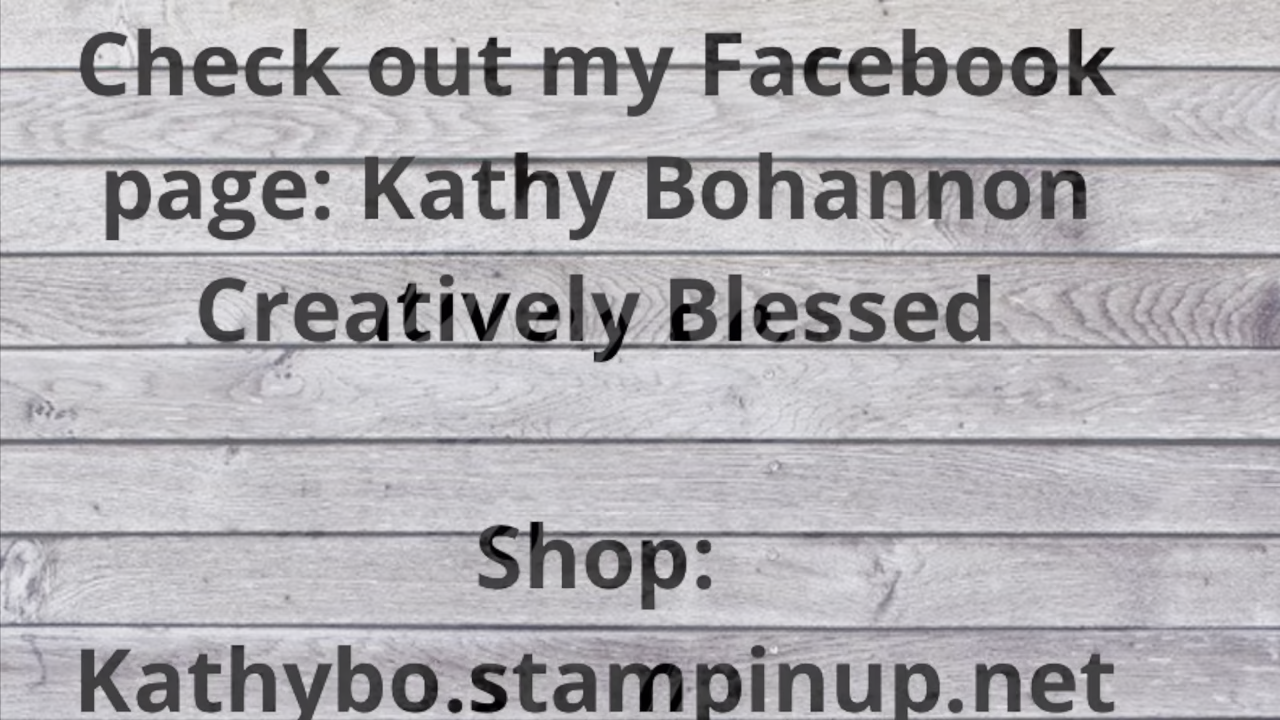 Check out my Facebook
page: Kathy Bohannon
Creatively Blessed
Shop:
Kathybo.stampinup.net